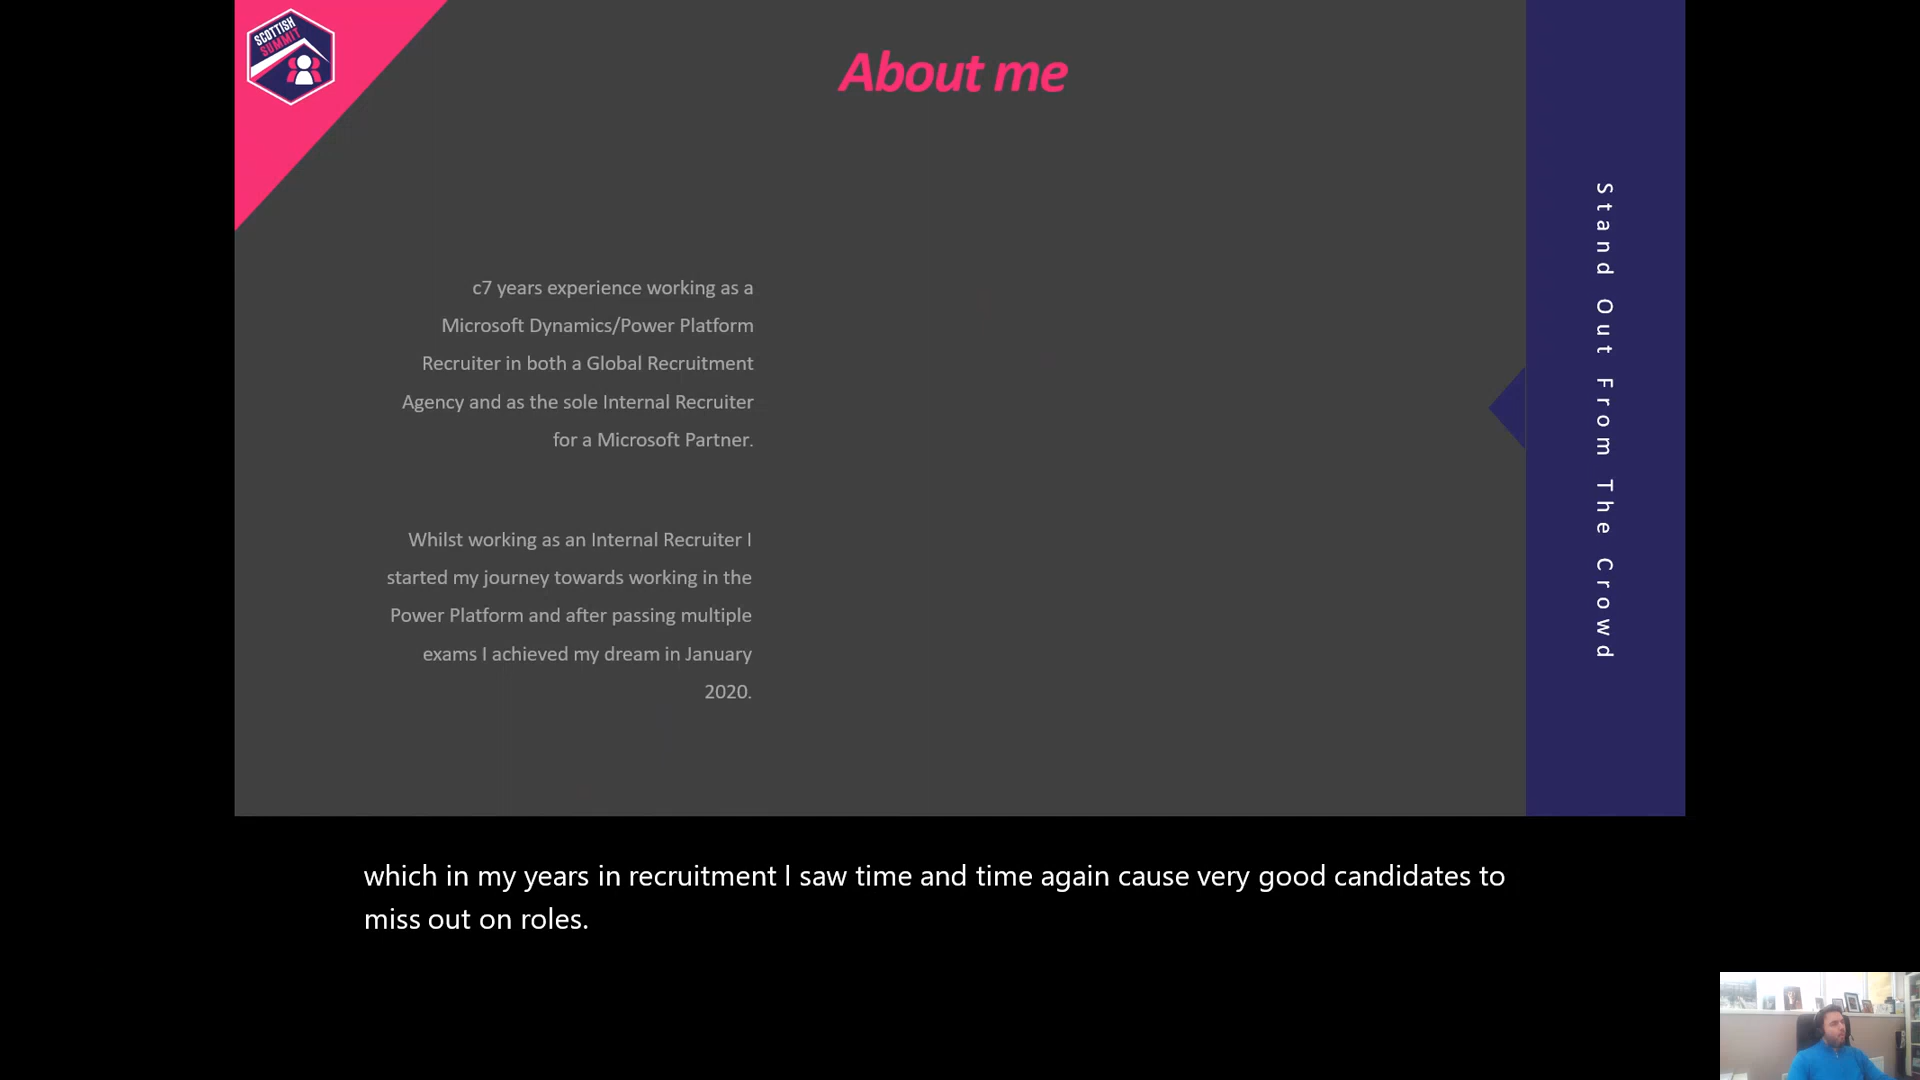 SCOTTISH
SUMMIT
About me
c7 years experience working as a
Microsoft Dynamics/Power Platform
Recruiter in both a Global Recruitment
Agency and as the sole Internal Recruiter
for a Microsoft Partner.
Whilst working as an Internal Recruiter I
started my journey towards working in the
Power Platform and after passing multiple
exams I achieved my dream in January
2020.
Stand Out From The Crowd
which in my years in recruitment I saw time and time again cause very good candidates to
miss out on roles.